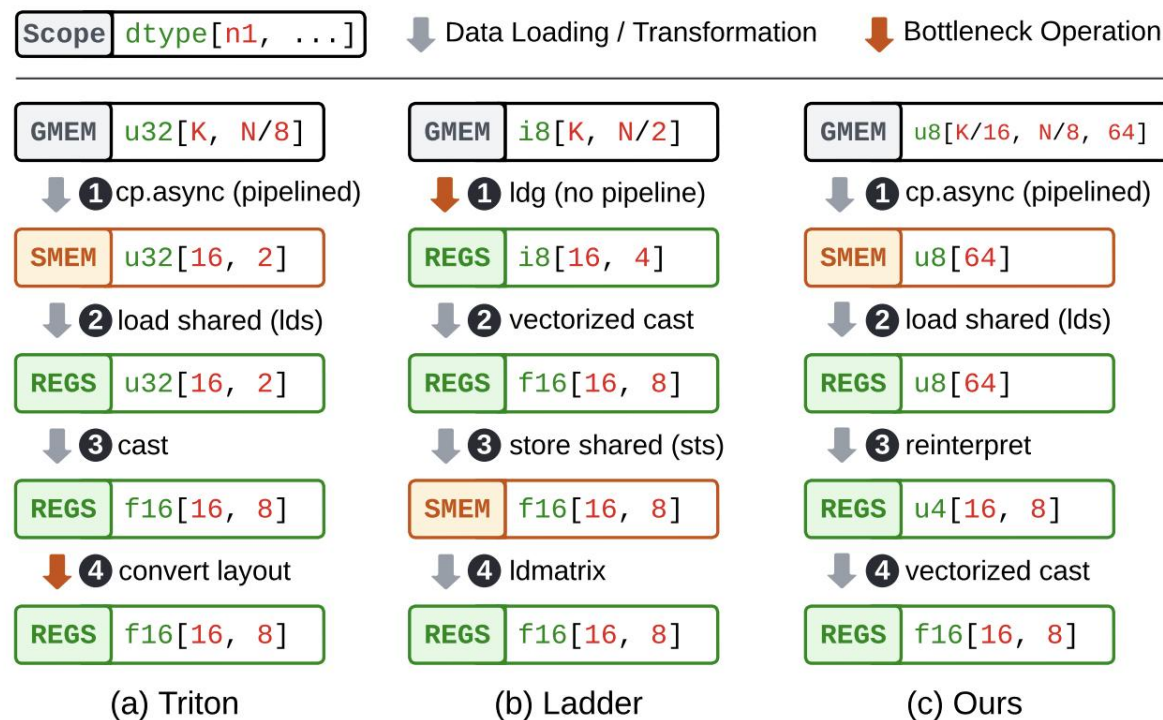 Scope dtype[n1, ...] Data Loading / Transformation Bottleneck Operation
GMEM u32[K, N/8]
1 cp.async (pipelined)
SMEM u32[16, 2]
2 load shared (lds)
REGS u32[16, 2]
3 cast
REGS f16[16, 8]
4 convert layout
REGS f16[16, 8]
(a) Triton
GMEM i8[K, N/2]
1 ldg (no pipeline)
REGS i8[16, 4]
2 vectorized cast
REGS f16[16, 8]
3 store shared (sts)
SMEM f16[16, 8]
4 ldmatrix
REGS f16[16, 8]
(b) Ladder
GMEM u8[K/16, N/8, 64]
1 cp.async (pipelined)
SMEM u8[64]
2 load shared (lds)
REGS u8[64]
3 reinterpret
REGS u4[16, 8]
4 vectorized cast
REGS f16[16, 8]
(c) Ours